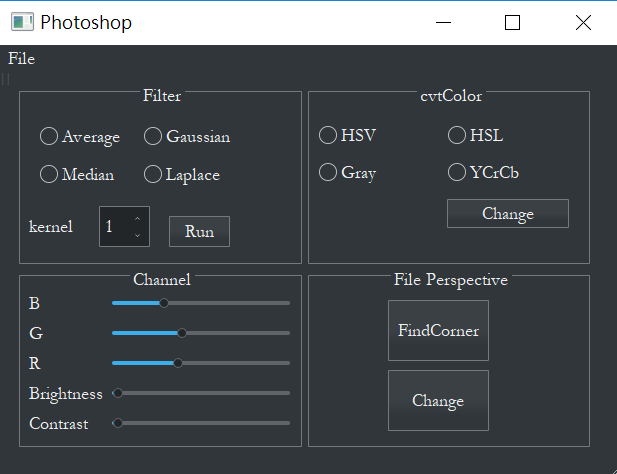 Photoshop
File
Filter
Average Gaussian
Median Laplace
kernel 1 Run
cvtColor
HSV HSL
Gray YCrCb
Change
Channel
B
G
R
Brightness
Contrast
File Perspective
FindCorner
Change